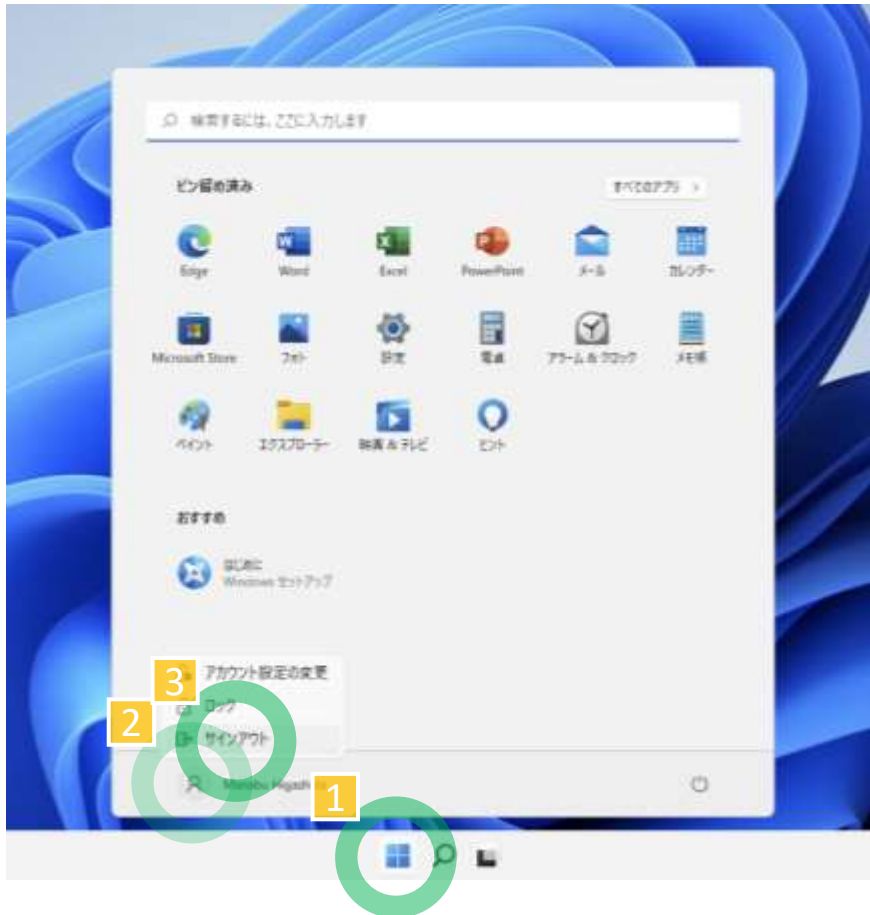 検索するには、ここに入力します
ピン留め済み
すべてのアプリ >
Edge
Word
Excel
PowerPoint
メール
カレンダー
Microsoft Store
フォト
設定
電卓
アラーム & クロック
メモ帳
ペイント
エクスプローラー
映画 & テレビ
ヒント
おすすめ
はじめに
Windows セットアップ
3
アカウント設定の変更
ロック
2
サインアウト
Manabu
1